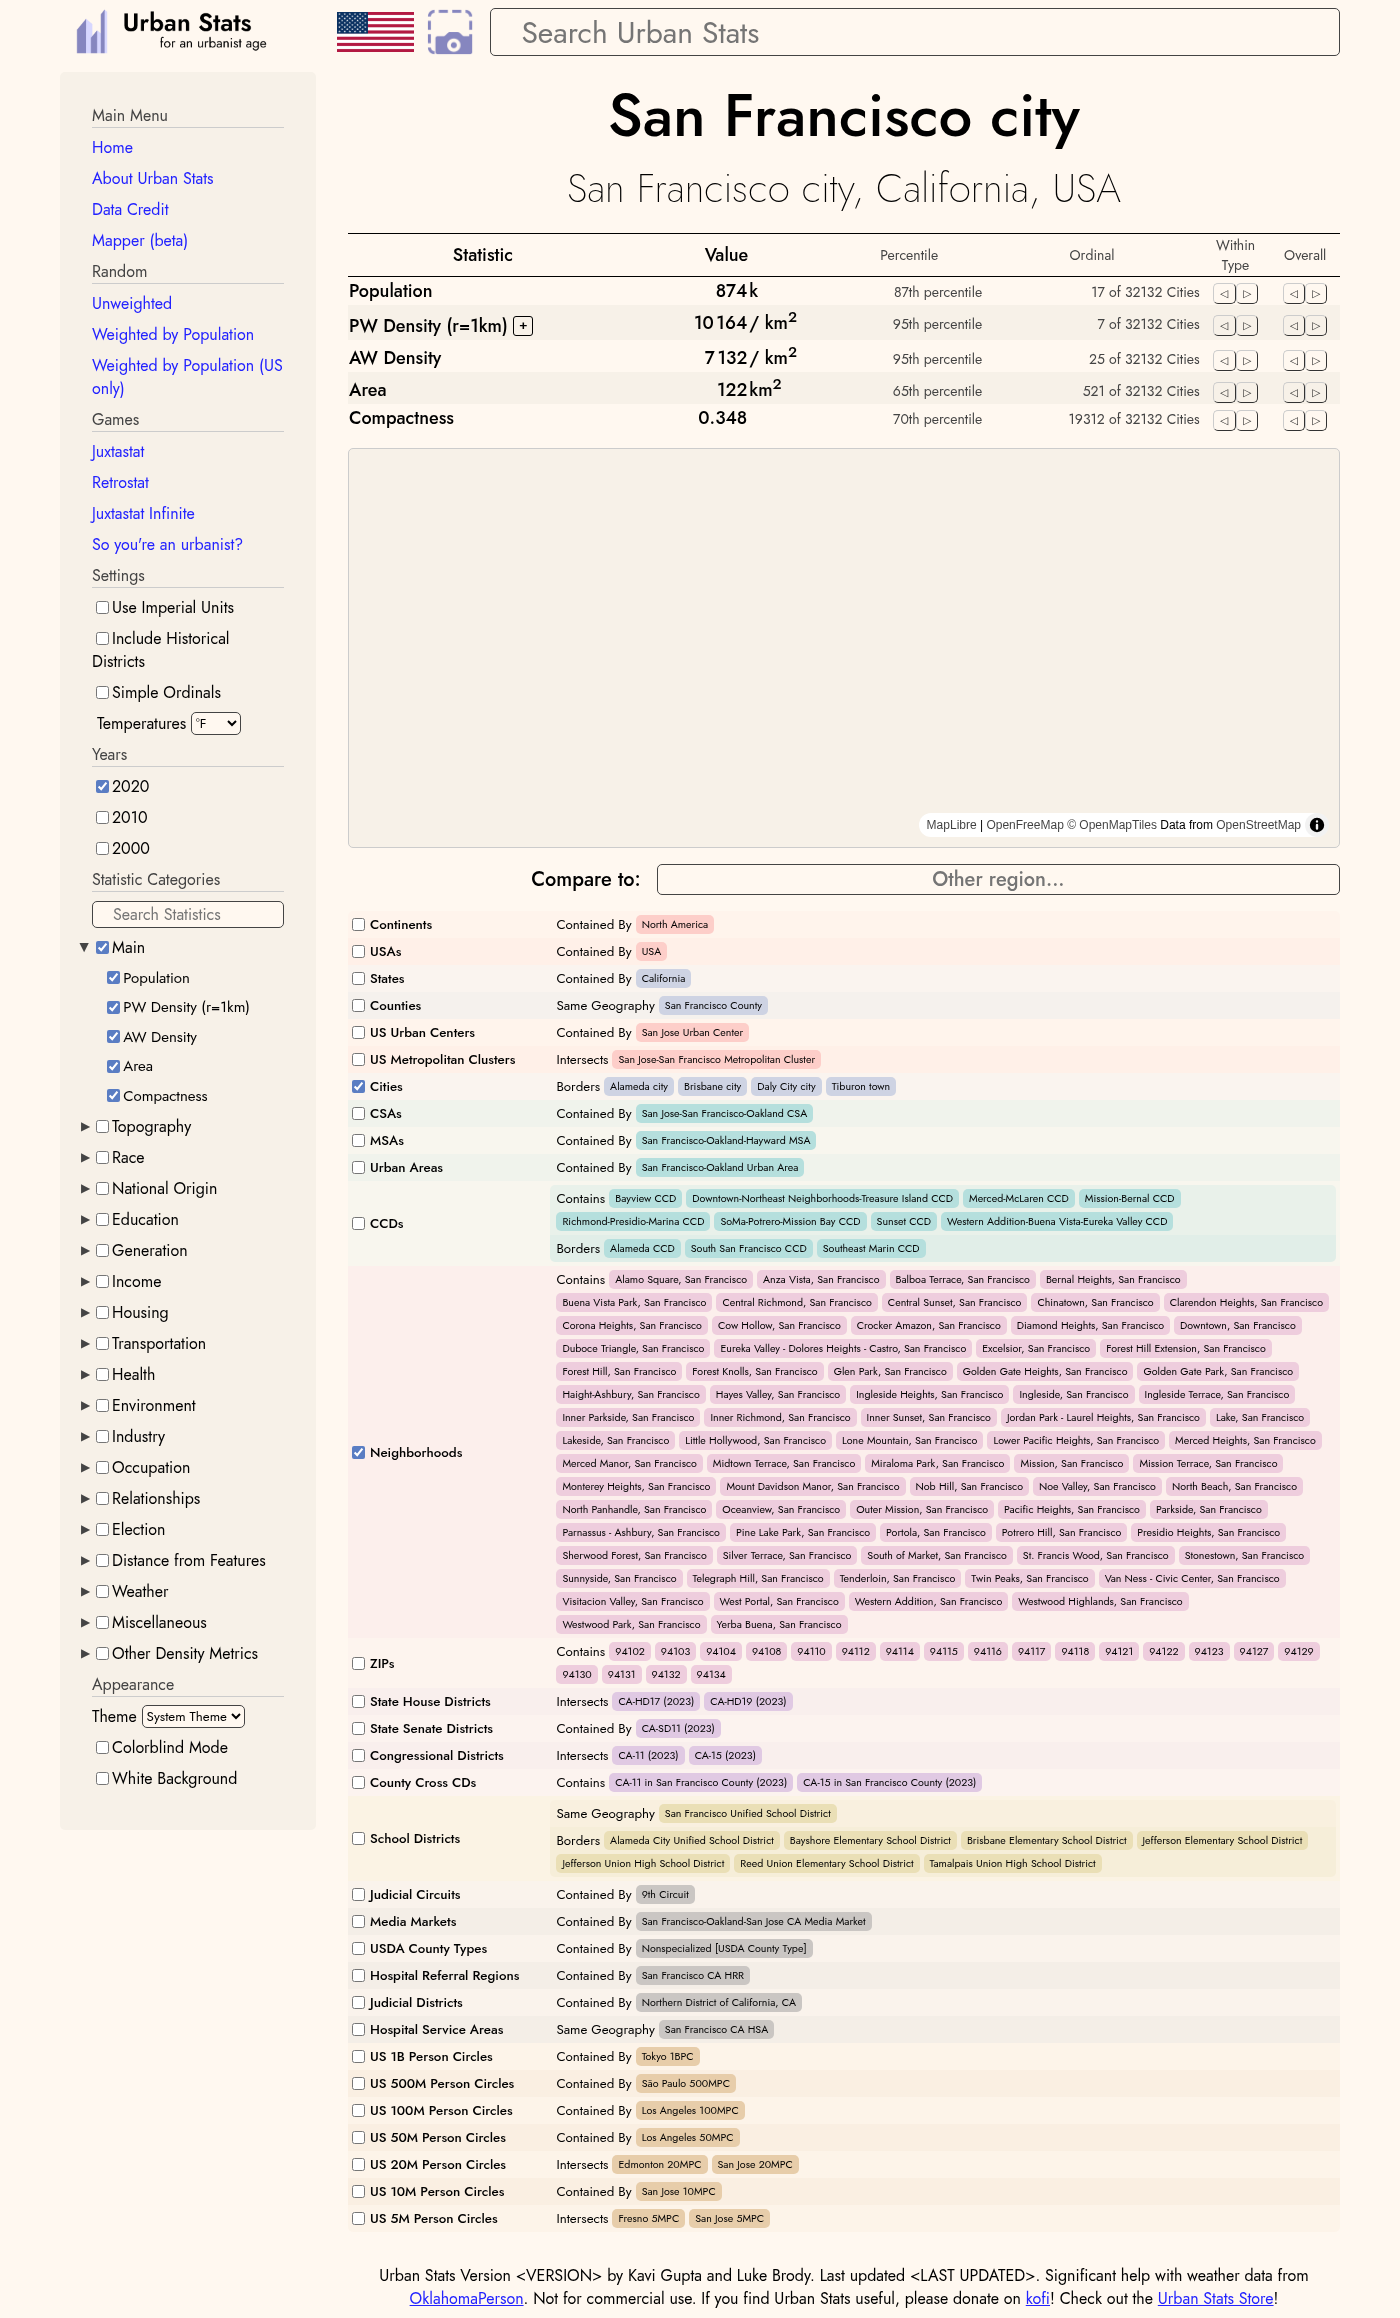 Urban Stats
for an urbanist age
Search Urban Stats
Main Menu
Home
About Urban Stats
Data Credit
Mapper (beta)
Random
Unweighted
Weighted by Population
Weighted by Population (US
only)
Games
Juxtastat
Retrostat
Juxtastat Infinite
So you're an urbanist?
Settings
Use Imperial Units
Include Historical
Districts
Simple Ordinals
Temperatures °F
Years
2020
2010
2000
Statistic Categories
Search Statistics
Main
Population
PW Density (r=1km)
AW Density
Area
Compactness
Topography
Race
National Origin
Education
Generation
Income
Housing
Transportation
Health
Environment
Industry
Occupation
Relationships
Election
Distance from Features
Weather
Miscellaneous
Other Density Metrics
Appearance
Theme System Theme
Colorblind Mode
White Background
San Francisco city
San Francisco city, California, USA
Statistic Value Percentile Ordinal Within Type Overall
Population 874k 87th percentile 17 of 32132 Cities
PW Density (r=1km) + 10 164 / km² 95th percentile 7 of 32132 Cities
AW Density 7 132 / km² 95th percentile 25 of 32132 Cities
Area 122 km² 65th percentile 521 of 32132 Cities
Compactness 0.348 70th percentile 19312 of 32132 Cities
MapLibre | OpenFreeMap © OpenMapTiles Data from OpenStreetMap
Compare to: Other region...
Continents Contained By North America
USAs Contained By USA
States Contained By California
Counties Same Geography San Francisco County
US Urban Centers Contained By San Jose Urban Center
US Metropolitan Clusters Intersects San Jose-San Francisco Metropolitan Cluster
Cities Borders Alameda city Brisbane city Daly City city Tiburon town
CSAs Contained By San Jose-San Francisco-Oakland CSA
MSAs Contained By San Francisco-Oakland-Hayward MSA
Urban Areas Contained By San Francisco-Oakland Urban Area
CCDs
Contains Bayview CCD Downtown-Northeast Neighborhoods-Treasure Island CCD Merced-McLaren CCD Mission-Bernal CCD
Richmond-Presidio-Marina CCD SoMa-Potrero-Mission Bay CCD Sunset CCD Western Addition-Buena Vista-Eureka Valley CCD
Borders Alameda CCD South San Francisco CCD Southeast Marin CCD
Neighborhoods
Contains Alamo Square, San Francisco Anza Vista, San Francisco Balboa Terrace, San Francisco Bernal Heights, San Francisco
Buena Vista Park, San Francisco Central Richmond, San Francisco Central Sunset, San Francisco Chinatown, San Francisco Clarendon Heights, San Francisco
Corona Heights, San Francisco Cow Hollow, San Francisco Crocker Amazon, San Francisco Diamond Heights, San Francisco Downtown, San Francisco
Duboce Triangle, San Francisco Eureka Valley - Dolores Heights - Castro, San Francisco Excelsior, San Francisco Forest Hill Extension, San Francisco
Forest Hill, San Francisco Forest Knolls, San Francisco Glen Park, San Francisco Golden Gate Heights, San Francisco Golden Gate Park, San Francisco
Haight-Ashbury, San Francisco Hayes Valley, San Francisco Ingleside Heights, San Francisco Ingleside, San Francisco Ingleside Terrace, San Francisco
Inner Parkside, San Francisco Inner Richmond, San Francisco Inner Sunset, San Francisco Jordan Park - Laurel Heights, San Francisco Lake, San Francisco
Lakeside, San Francisco Little Hollywood, San Francisco Lone Mountain, San Francisco Lower Pacific Heights, San Francisco Merced Heights, San Francisco
Merced Manor, San Francisco Midtown Terrace, San Francisco Miraloma Park, San Francisco Mission, San Francisco Mission Terrace, San Francisco
Monterey Heights, San Francisco Mount Davidson Manor, San Francisco Nob Hill, San Francisco Noe Valley, San Francisco North Beach, San Francisco
North Panhandle, San Francisco Oceanview, San Francisco Outer Mission, San Francisco Pacific Heights, San Francisco Parkside, San Francisco
Parnassus - Ashbury, San Francisco Pine Lake Park, San Francisco Portola, San Francisco Potrero Hill, San Francisco Presidio Heights, San Francisco
Sherwood Forest, San Francisco Silver Terrace, San Francisco South of Market, San Francisco St. Francis Wood, San Francisco Stonestown, San Francisco
Sunnyside, San Francisco Telegraph Hill, San Francisco Tenderloin, San Francisco Twin Peaks, San Francisco Van Ness - Civic Center, San Francisco
Visitacion Valley, San Francisco West Portal, San Francisco Western Addition, San Francisco Westwood Highlands, San Francisco
Westwood Park, San Francisco Yerba Buena, San Francisco
ZIPs
Contains 94102 94103 94104 94108 94110 94112 94114 94115 94116 94117 94118 94121 94122 94123 94127 94129
94130 94131 94132 94134
State House Districts Intersects CA-HD17 (2023) CA-HD19 (2023)
State Senate Districts Contained By CA-SD11 (2023)
Congressional Districts Intersects CA-11 (2023) CA-15 (2023)
County Cross CDs Contains CA-11 in San Francisco County (2023) CA-15 in San Francisco County (2023)
School Districts
Same Geography San Francisco Unified School District
Borders Alameda City Unified School District Bayshore Elementary School District Brisbane Elementary School District Jefferson Elementary School District
Jefferson Union High School District Reed Union Elementary School District Tamalpais Union High School District
Judicial Circuits Contained By 9th Circuit
Media Markets Contained By San Francisco-Oakland-San Jose CA Media Market
USDA County Types Contained By Nonspecialized [USDA County Type]
Hospital Referral Regions Contained By San Francisco CA HRR
Judicial Districts Contained By Northern District of California, CA
Hospital Service Areas Same Geography San Francisco CA HSA
US 1B Person Circles Contained By Tokyo 1BPC
US 500M Person Circles Contained By São Paulo 500MPC
US 100M Person Circles Contained By Los Angeles 100MPC
US 50M Person Circles Contained By Los Angeles 50MPC
US 20M Person Circles Intersects Edmonton 20MPC San Jose 20MPC
US 10M Person Circles Contained By San Jose 10MPC
US 5M Person Circles Intersects Fresno 5MPC San Jose 5MPC
Urban Stats Version <VERSION> by Kavi Gupta and Luke Brody. Last updated <LAST UPDATED>. Significant help with weather data from
OklahomaPerson. Not for commercial use. If you find Urban Stats useful, please donate on kofi! Check out the Urban Stats Store!